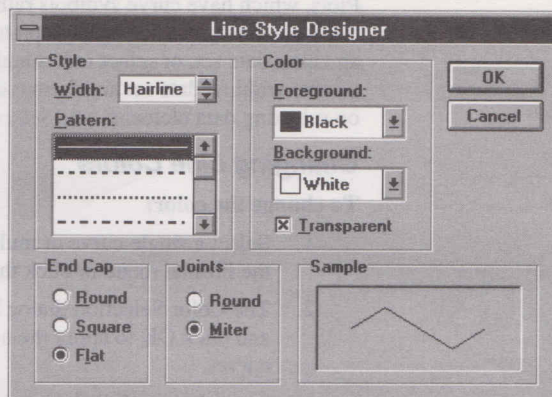 Line Style Designer
Style
Width: Hairline
Pattern:
Color
Foreground:
Black
Background:
White
Transparent
OK
Cancel
End Cap
Round
Square
Flat
Joints
Round
Miter
Sample